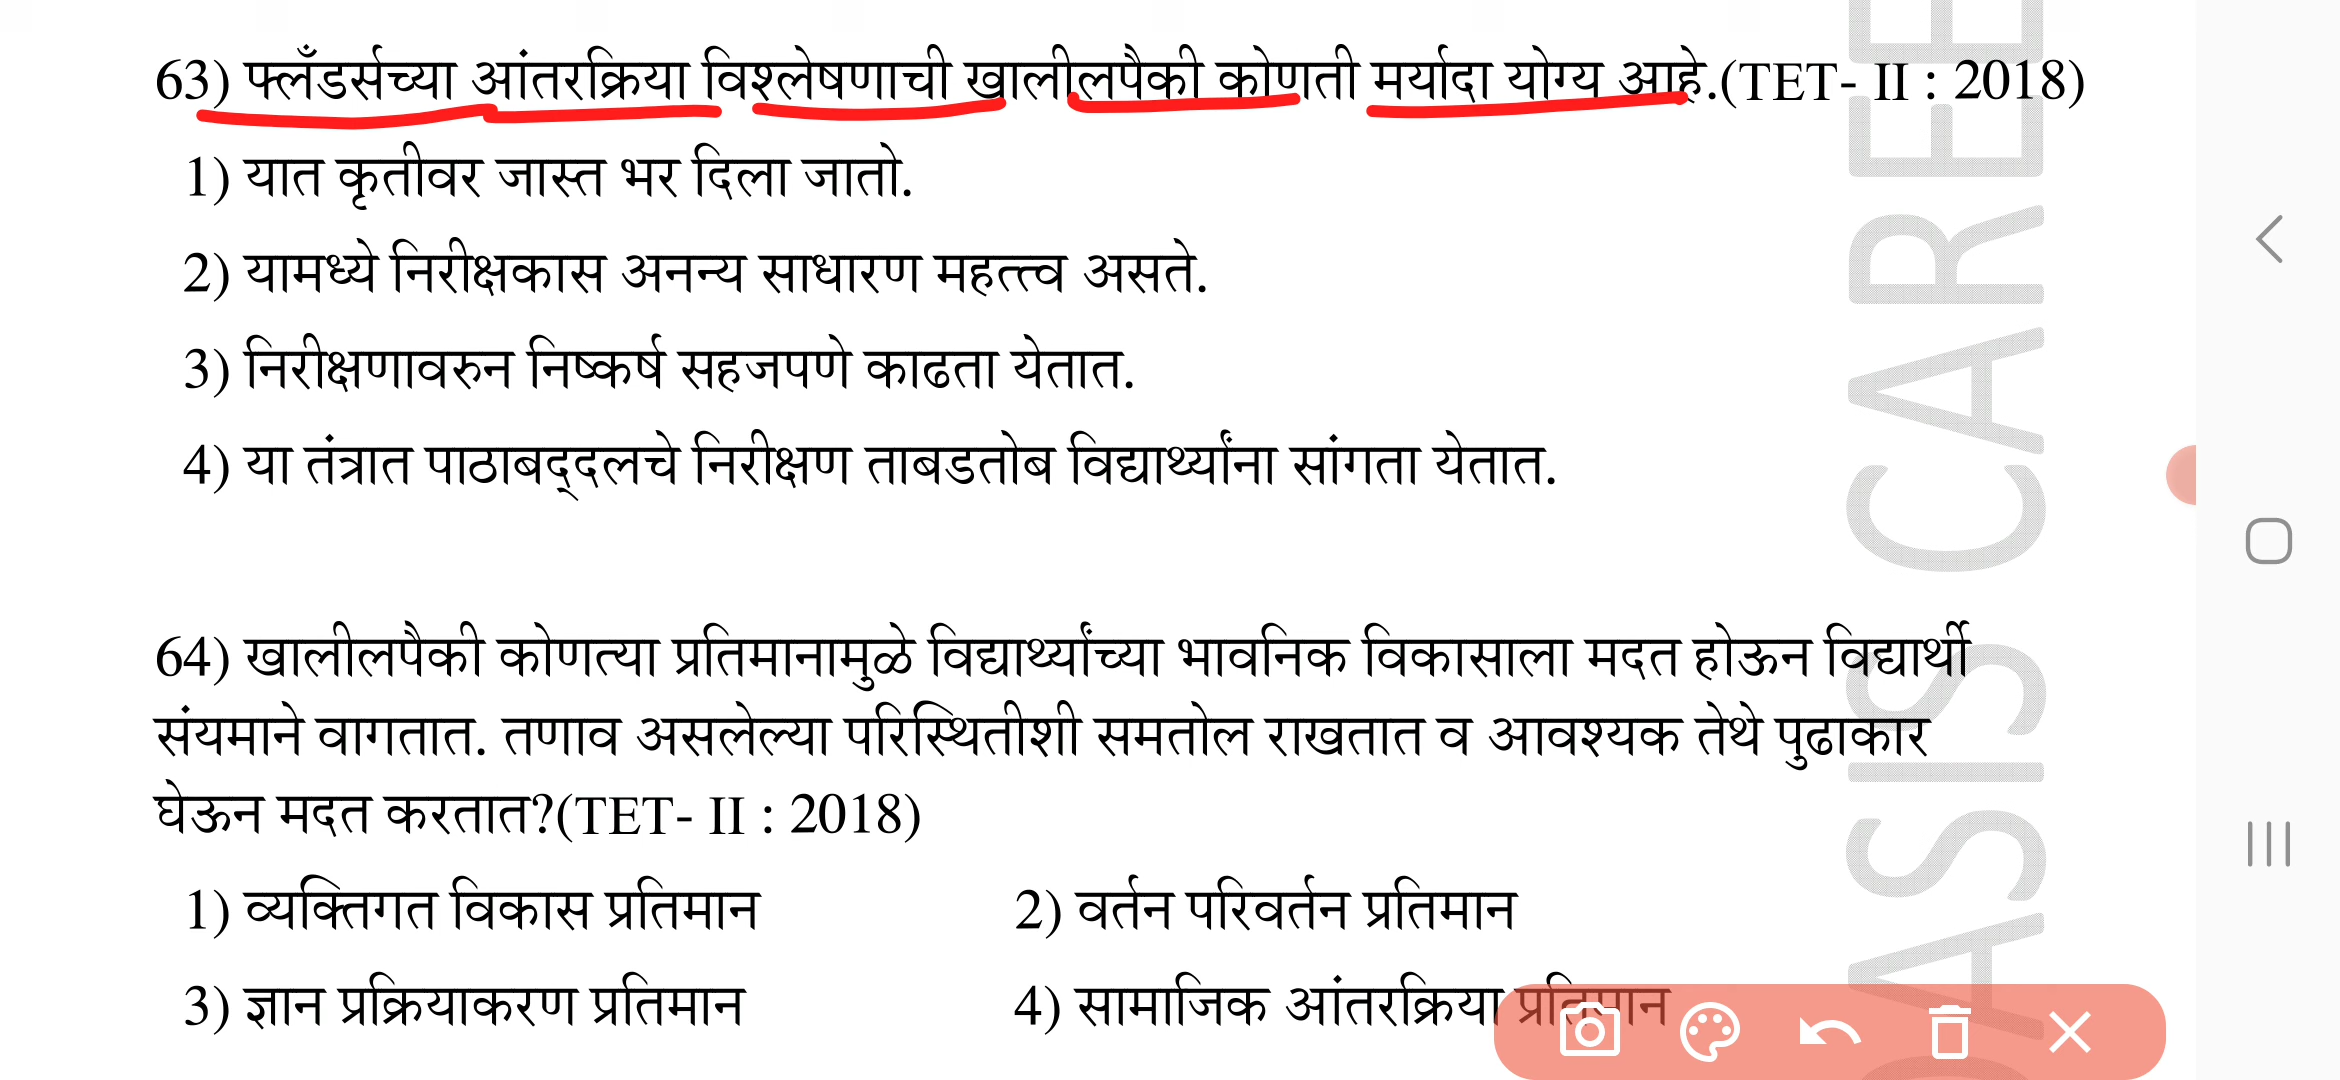 63) फ्लँडर्सच्या आंतरक्रिया विश्लेषणाची खालीलपैकी कोणती मर्यादा योग्य आहे.(TET- II : 2018)
1) यात कृतीवर जास्त भर दिला जातो.
2) यामध्ये निरीक्षकास अनन्य साधारण महत्त्व असते.
3) निरीक्षणावरुन निष्कर्ष सहजपणे काढता येतात.
4) या तंत्रात पाठाबद्दलचे निरीक्षण ताबडतोब विद्यार्थ्यांना सांगता येतात.
64) खालीलपैकी कोणत्या प्रतिमानामुळे विद्यार्थ्यांच्या भावनिक विकासाला मदत होऊन विद्यार्थी
संयमाने वागतात. तणाव असलेल्या परिस्थितीशी समतोल राखतात व आवश्यक तेथे पुढाकार
घेऊन मदत करतात?(TET- II : 2018)
1) व्यक्तिगत विकास प्रतिमान 2) वर्तन परिवर्तन प्रतिमान
3) ज्ञान प्रक्रियाकरण प्रतिमान 4) सामाजिक आंतरक्रिया प्रतिमान